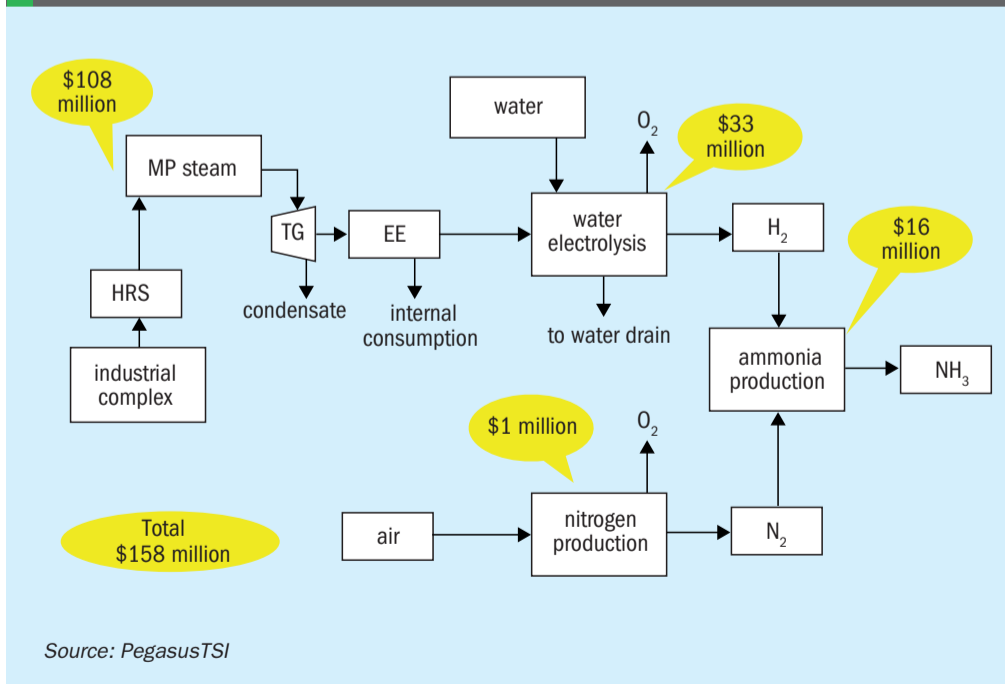 $108
million
MP steam
TG
EE
HRS
condensate
internal
consumption
industrial
complex
water
O₂
$33
million
water
electrolysis
to water drain
H₂
$16
million
ammonia
production
NH₃
$1 million
O₂
air
nitrogen
production
N₂
Total
$158 million
Source: PegasusTSI